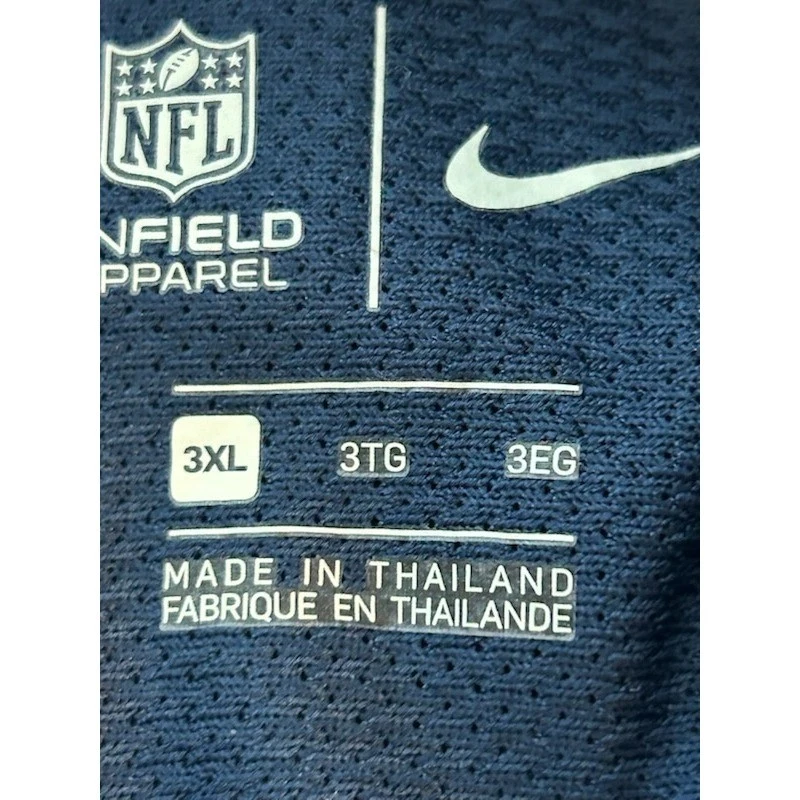 NFL
NFIELD
PPAREL
3XL 3TG 3EG
MADE IN THAILAND
FABRIQUE EN THAILANDE